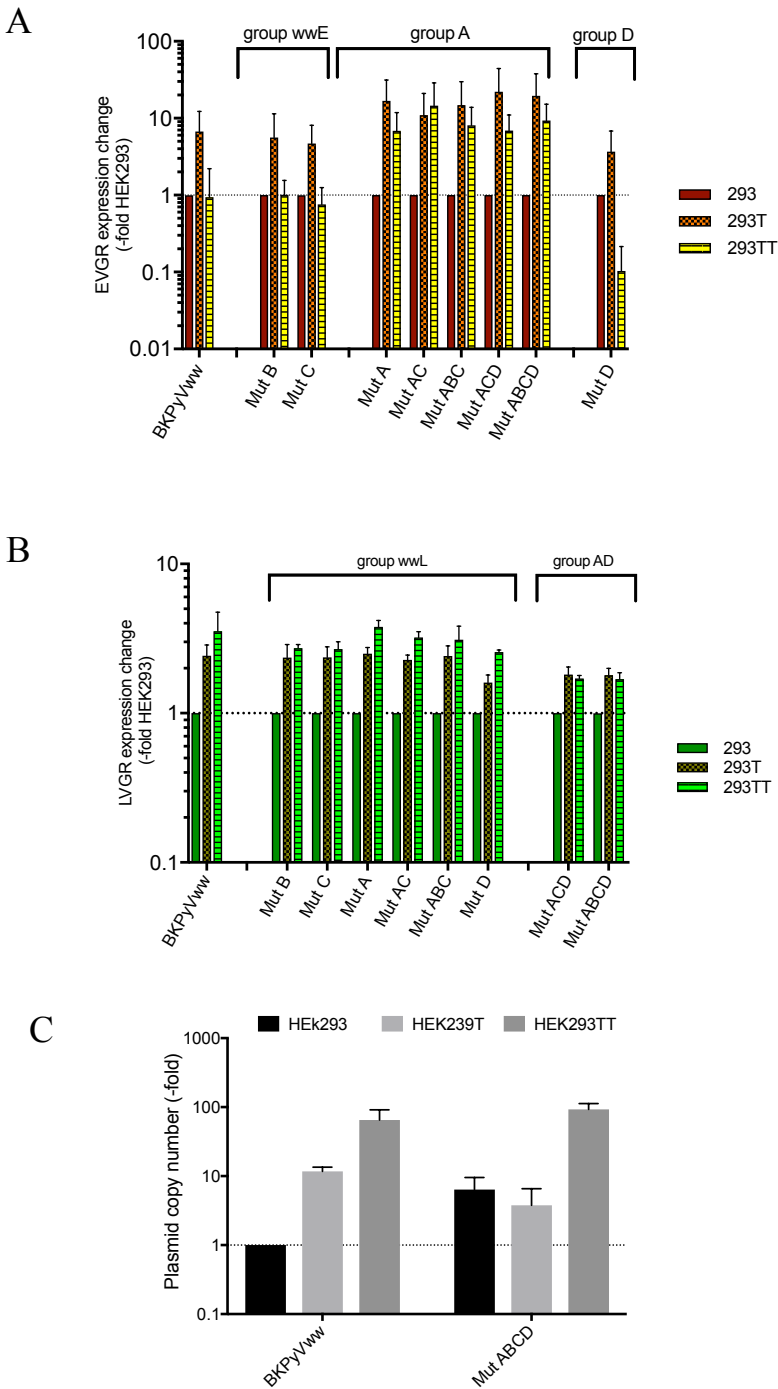 A
group wwE
group A
group D
EVGR expression change
(-fold HEK293)
100
10
1
0.1
0.01
BKPyVww
Mut B
Mut C
Mut A
Mut AC
Mut ABC
Mut ACD
Mut ABCD
Mut D
293
293T
293TT
B
group wwL
group AD
LVGR expression change
(-fold HEK293)
10
1
0.1
BKPyVww
Mut B
Mut C
Mut A
Mut AC
Mut ABC
Mut D
Mut ACD
Mut ABCD
293
293T
293TT
C
HEk293
HEK239T
HEK293TT
Plasmid copy number (-fold)
1000
100
10
1
0.1
BKPyVww
Mut ABCD